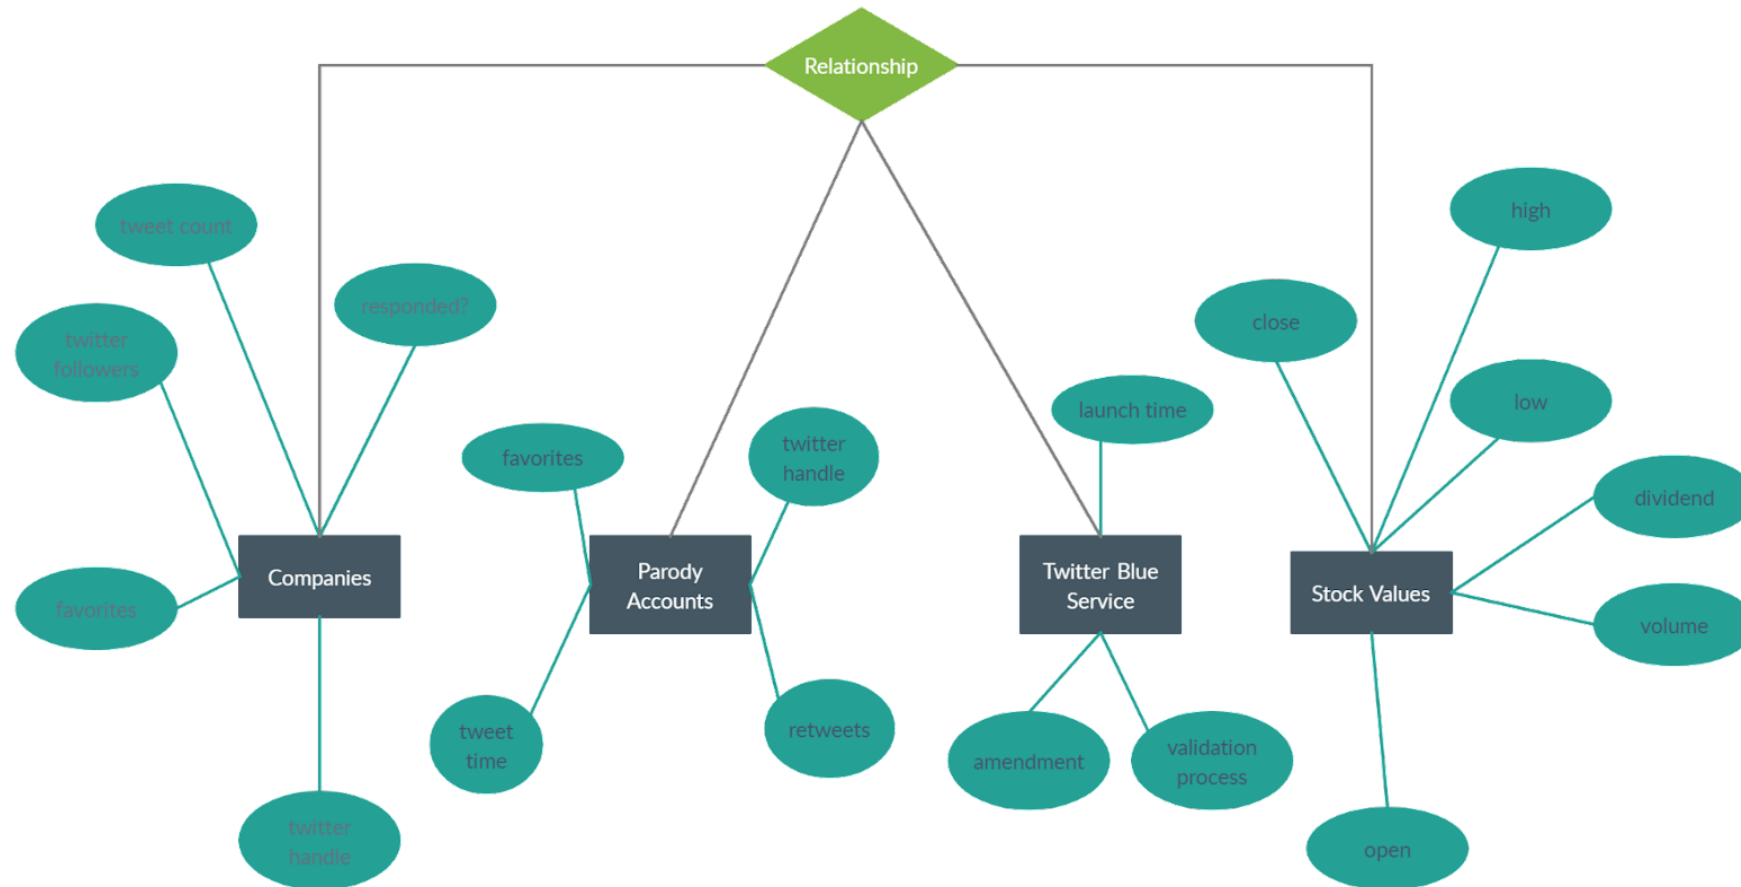 Relationship
tweet count
responded?
twitter
followers
favorites
Companies
twitter
handle
favorites
twitter
handle
Parody
Accounts
tweet
time
retweets
launch time
Twitter Blue
Service
amendment
validation
process
high
close
low
dividend
Stock Values
volume
open